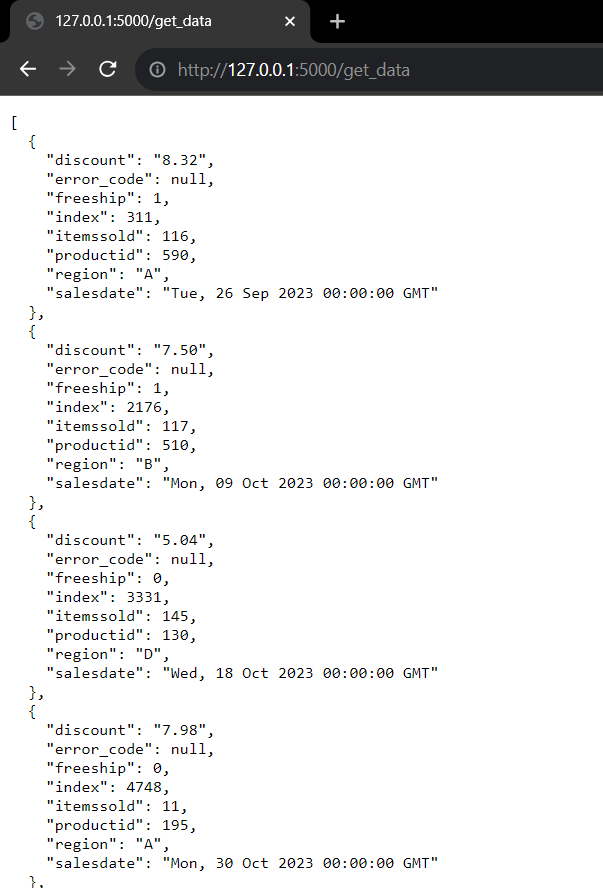 127.0.0.1:5000/get_data
http://127.0.0.1:5000/get_data
[
  {
    "discount": "8.32",
    "error_code": null,
    "freeship": 1,
    "index": 311,
    "itemssold": 116,
    "productid": 590,
    "region": "A",
    "salesdate": "Tue, 26 Sep 2023 00:00:00 GMT"
  },
  {
    "discount": "7.50",
    "error_code": null,
    "freeship": 1,
    "index": 2176,
    "itemssold": 117,
    "productid": 510,
    "region": "B",
    "salesdate": "Mon, 09 Oct 2023 00:00:00 GMT"
  },
  {
    "discount": "5.04",
    "error_code": null,
    "freeship": 0,
    "index": 3331,
    "itemssold": 145,
    "productid": 130,
    "region": "D",
    "salesdate": "Wed, 18 Oct 2023 00:00:00 GMT"
  },
  {
    "discount": "7.98",
    "error_code": null,
    "freeship": 0,
    "index": 4748,
    "itemssold": 11,
    "productid": 195,
    "region": "A",
    "salesdate": "Mon, 30 Oct 2023 00:00:00 GMT"
  },